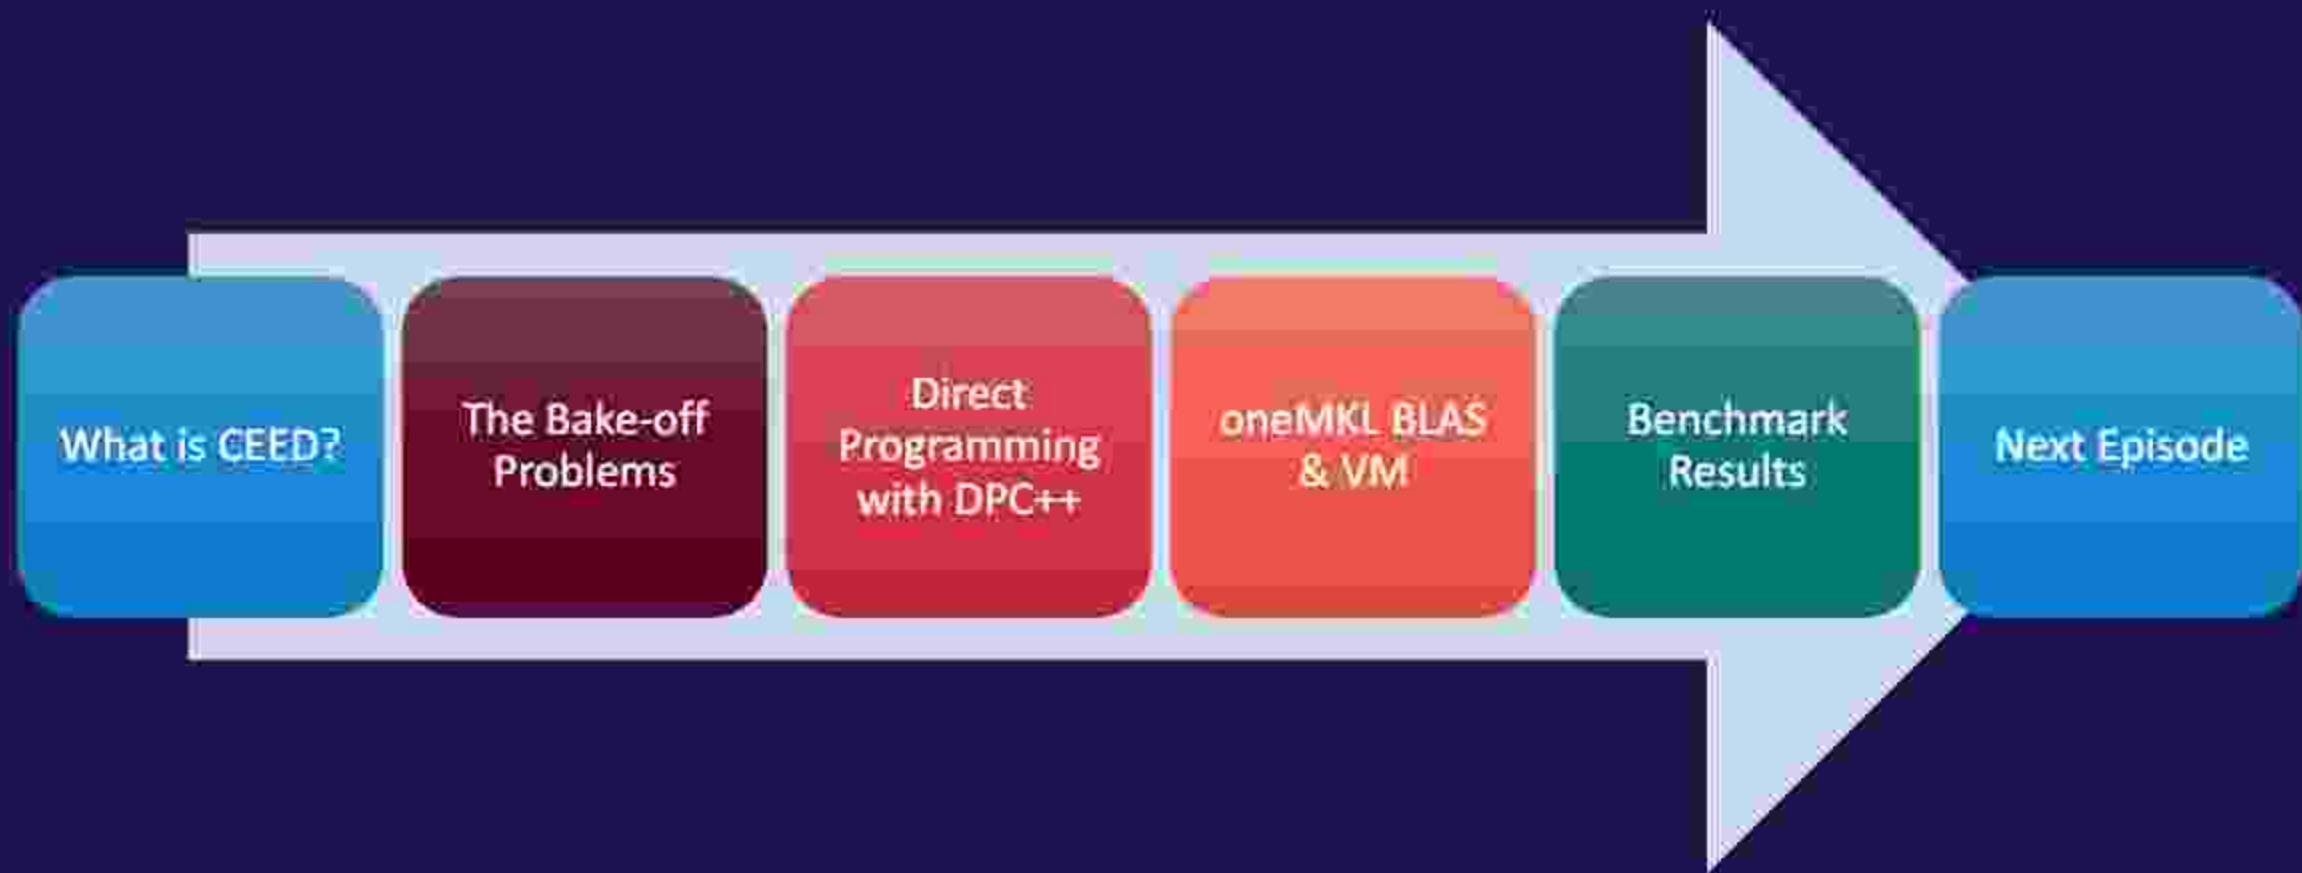 What is CEED?
The Bake-off
Problems
Direct
Programming
with DPC++
oneMKL BLAS
& VM
Benchmark
Results
Next Episode